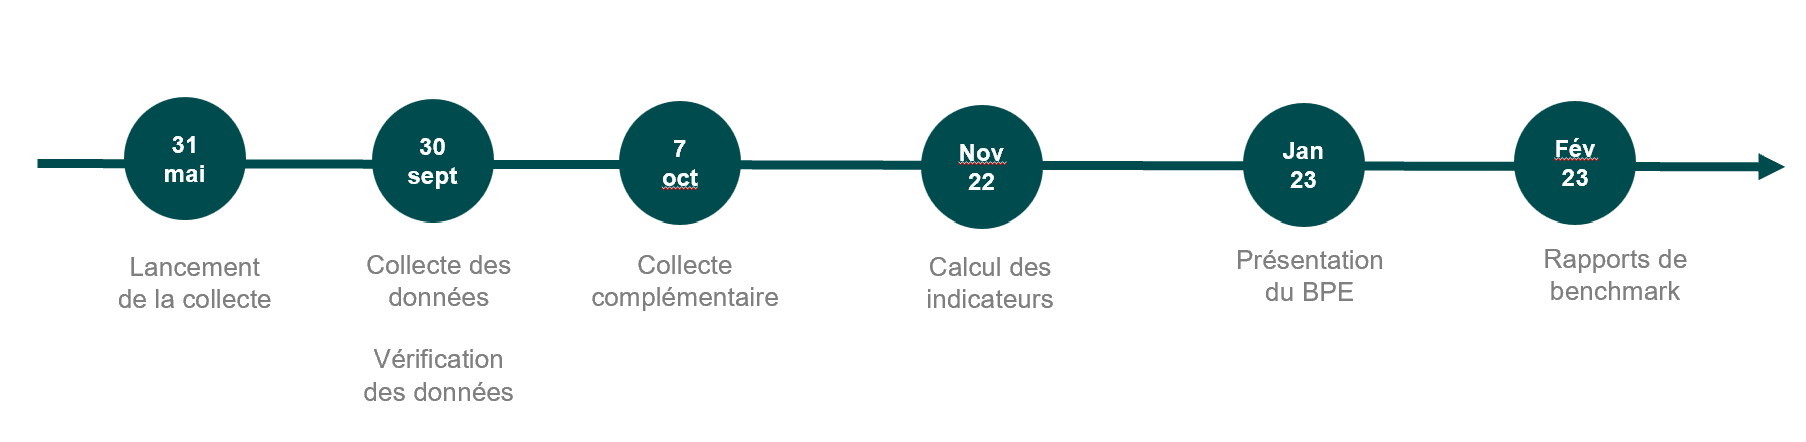 31
mai
30
sept
7
oct
Nov
22
Jan
23
Fév
23
Lancement
de la collecte
Collecte des
données
Vérification
des données
Collecte
complémentaire
Calcul des
indicateurs
Présentation
du BPE
Rapports de
benchmark